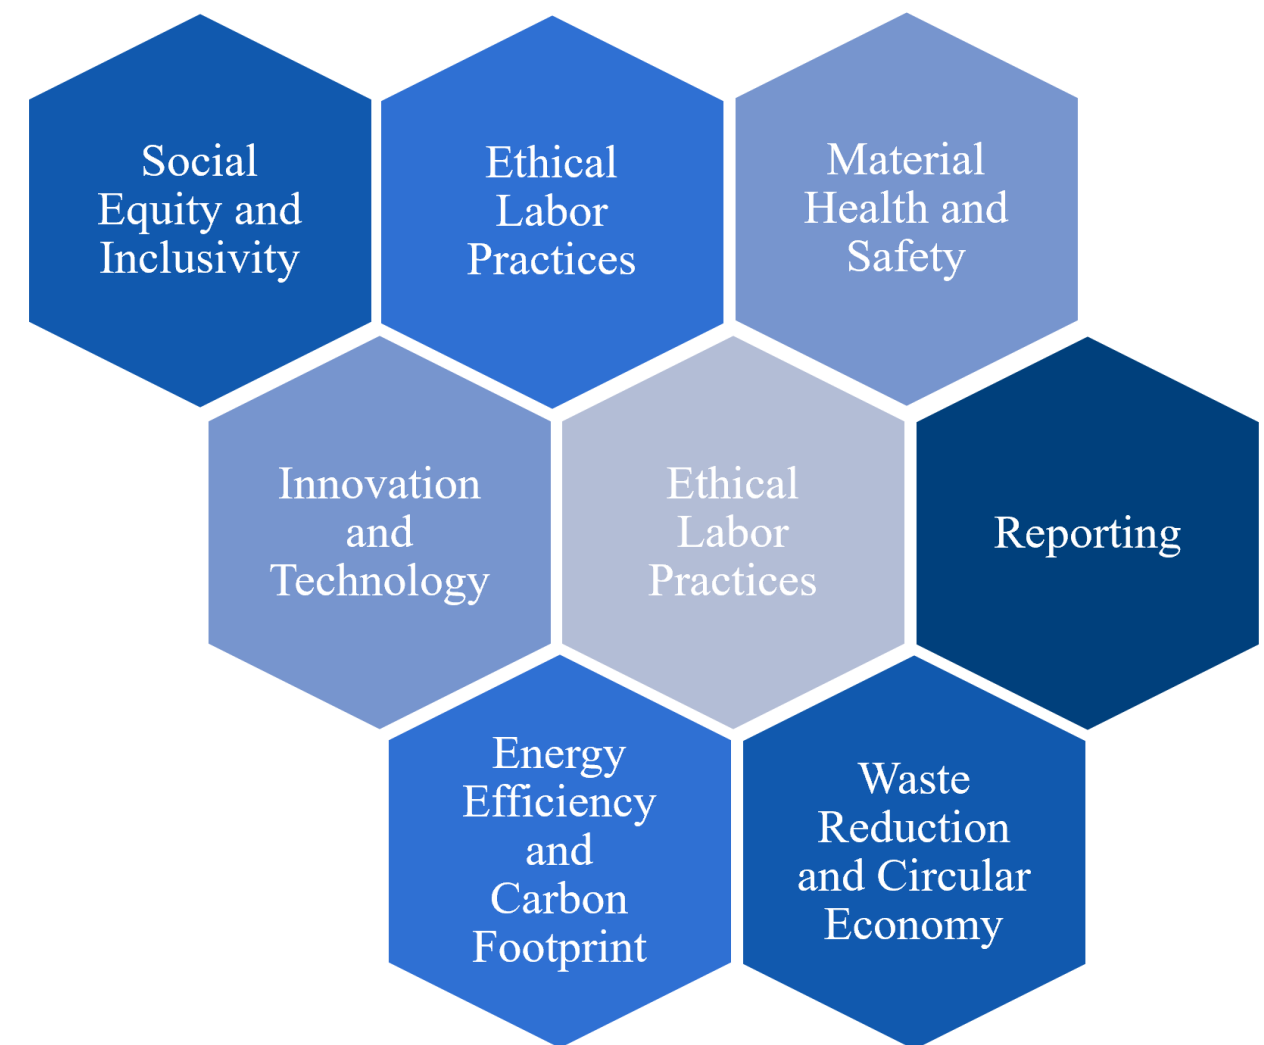 Social
Equity and
Inclusivity
Ethical
Labor
Practices
Material
Health and
Safety
Innovation
and
Technology
Ethical
Labor
Practices
Reporting
Energy
Efficiency
and
Carbon
Footprint
Waste
Reduction
and Circular
Economy